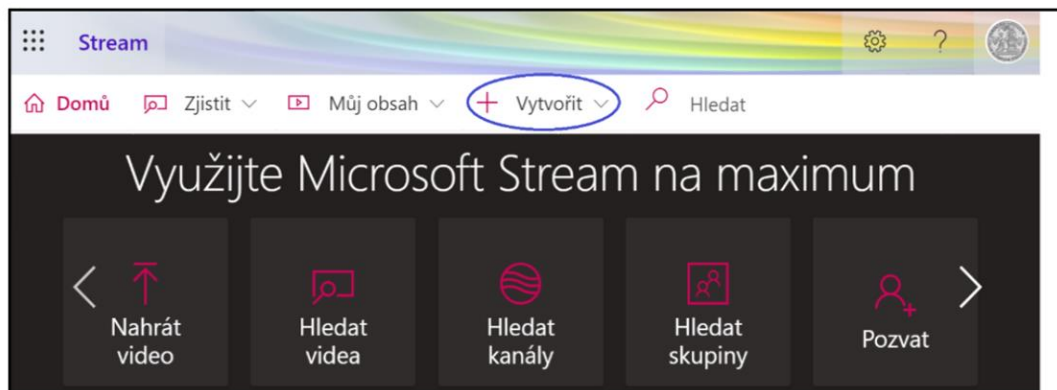 Stream
?
Domů Zjistit Můj obsah Vytvořit Hledat
Využijte Microsoft Stream na maximum
Nahrát
video
Hledat
videa
Hledat
kanály
Hledat
skupiny
Pozvat